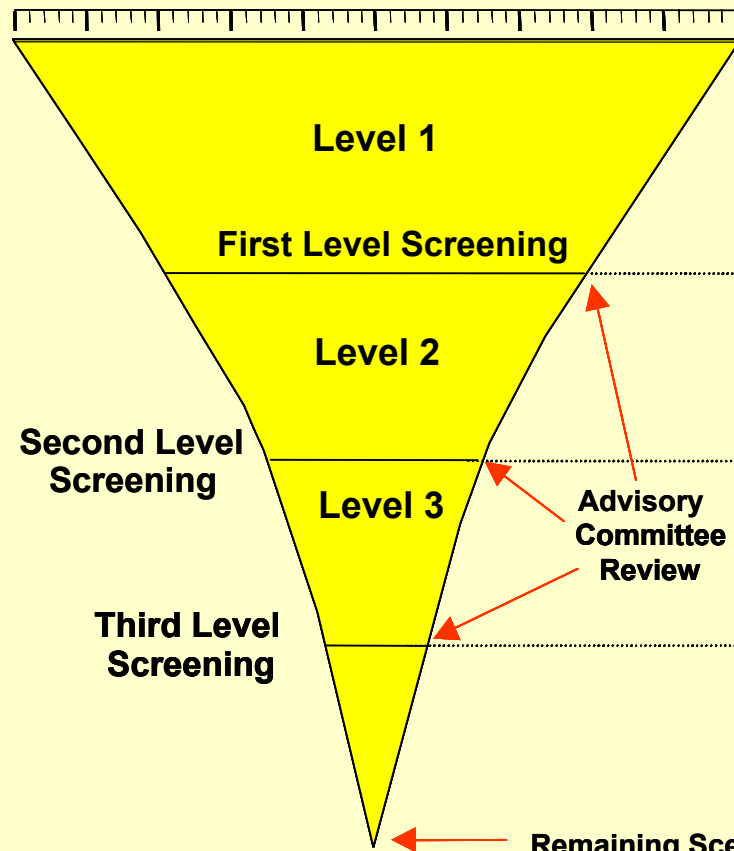 Level 1
First Level Screening
Level 2
Second Level
Screening
Level 3
Advisory
Committee
Review
Third Level
Screening
Remaining